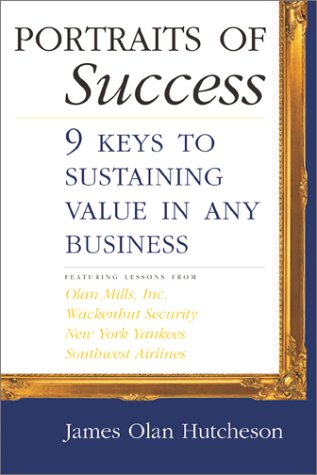 PORTRAITS OF
Success
9 KEYS TO
SUSTAINING
VALUE IN ANY
BUSINESS
FEATURING LESSONS FROM
Olan Mills, Inc.
Wackenhut Security
New York Yankees
Southwest Airlines
James Olan Hutcheson